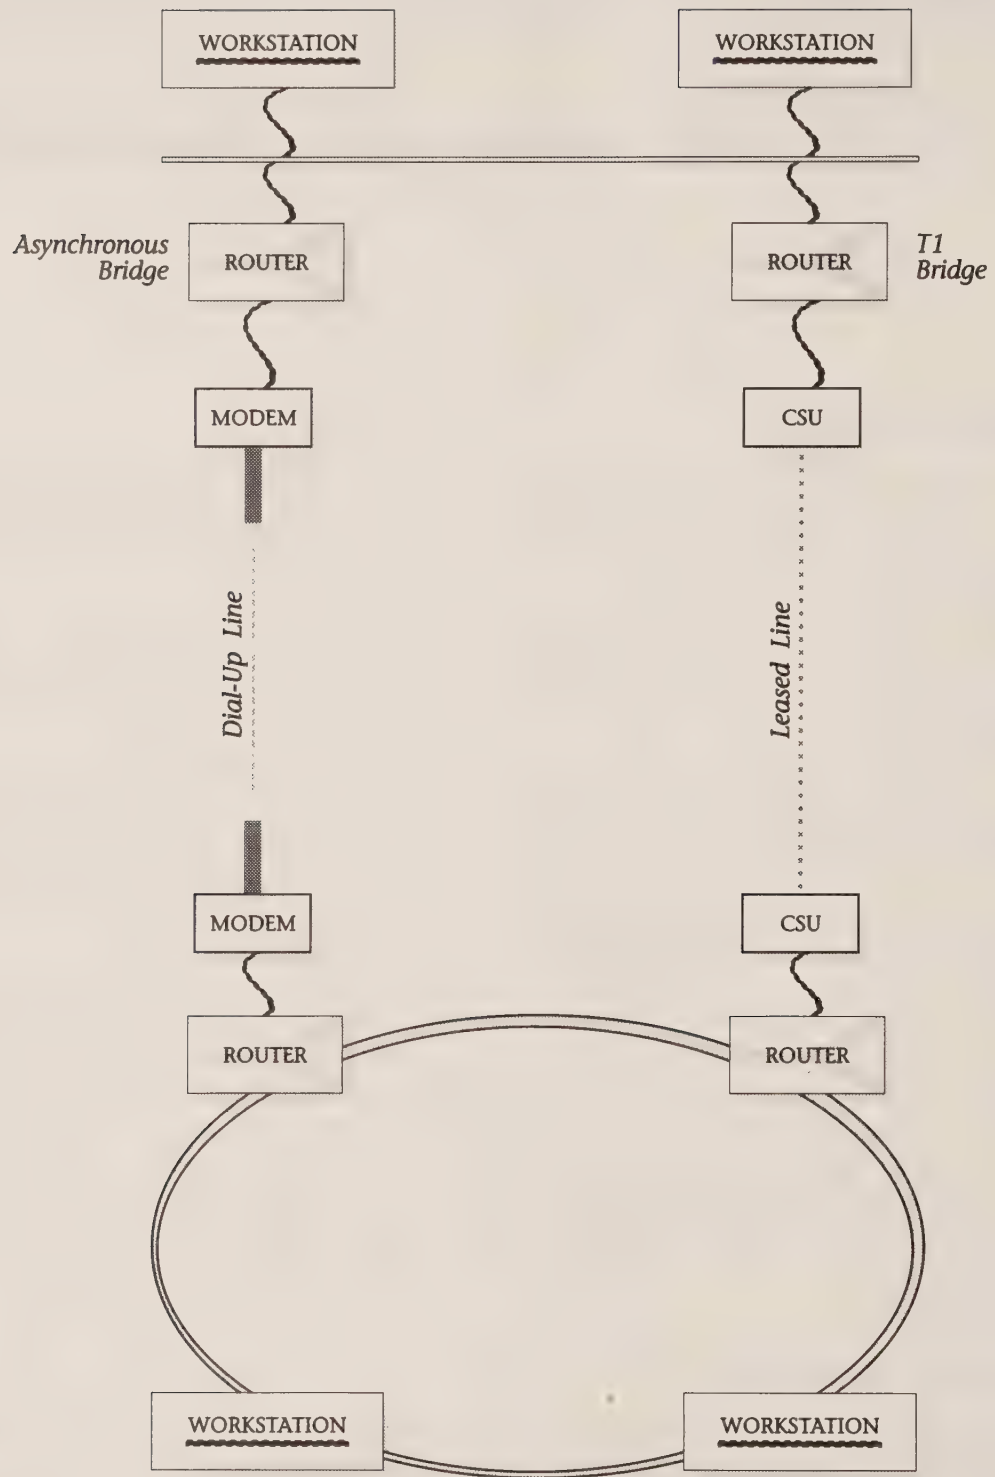 WORKSTATION
WORKSTATION
Asynchronous
Bridge
ROUTER
ROUTER
T1
Bridge
MODEM
CSU
Dial-Up Line
Leased Line
MODEM
CSU
ROUTER
ROUTER
WORKSTATION
WORKSTATION